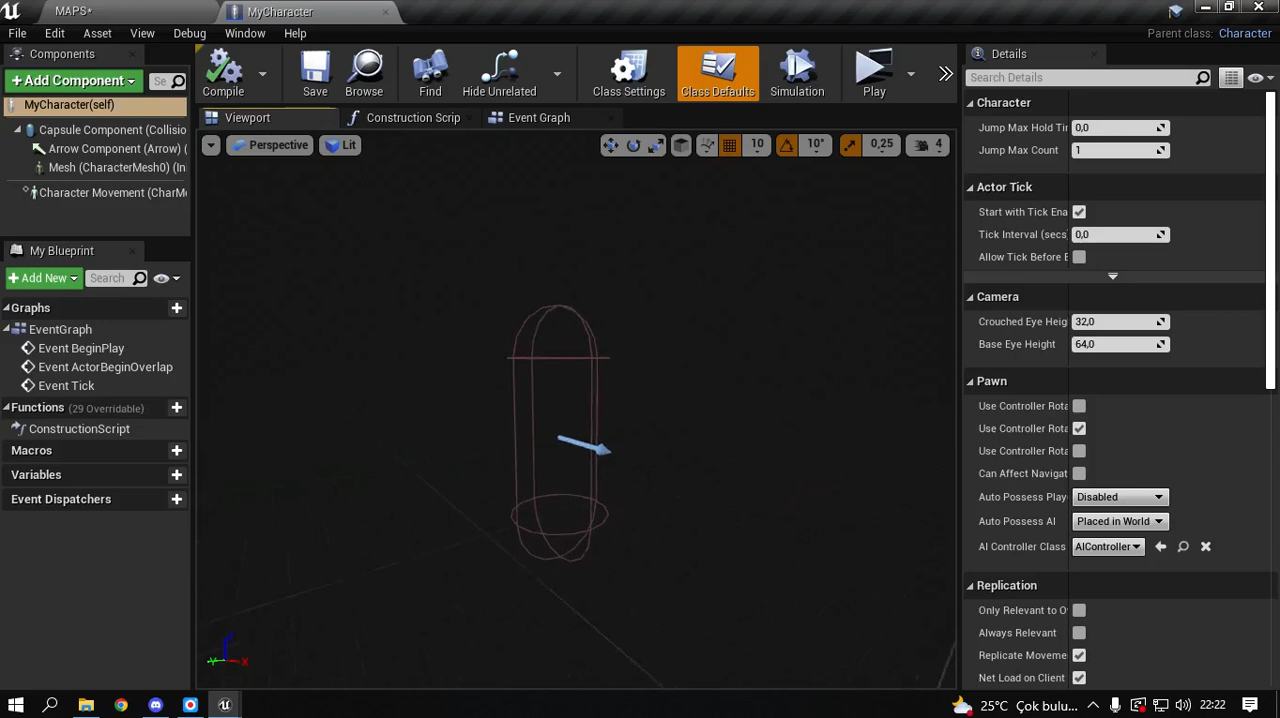 MAPS*
MyCharacter
File Edit Asset View Debug Window Help
Parent class: Character
Components
+ Add Component
Se
MyCharacter(self)
Capsule Component (Collisio
Arrow Component (Arrow) (
Mesh (CharacterMesh0) (In
Character Movement (CharMo
My Blueprint
+ Add New
Search
Graphs
EventGraph
Event BeginPlay
Event ActorBeginOverlap
Event Tick
Functions (29 Overridable)
ConstructionScript
Macros
Variables
Event Dispatchers
Compile
Save
Browse
Find
Hide Unrelated
Class Settings
Class Defaults
Simulation
Play
Viewport
Construction Scrip
Event Graph
Perspective
Lit
10
10°
0,25
4
Z
Y
X
Details
Search Details
Character
Jump Max Hold Tir 0,0
Jump Max Count 1
Actor Tick
Start with Tick Ena
Tick Interval (secs 0,0
Allow Tick Before B
Camera
Crouched Eye Heig 32,0
Base Eye Height 64,0
Pawn
Use Controller Rota
Use Controller Rota
Use Controller Rota
Can Affect Navigat
Auto Possess Playe Disabled
Auto Possess AI Placed in World
AI Controller Class AIController
Replication
Only Relevant to O
Always Relevant
Replicate Moveme
Net Load on Client
25°C Çok bulu...
22:22